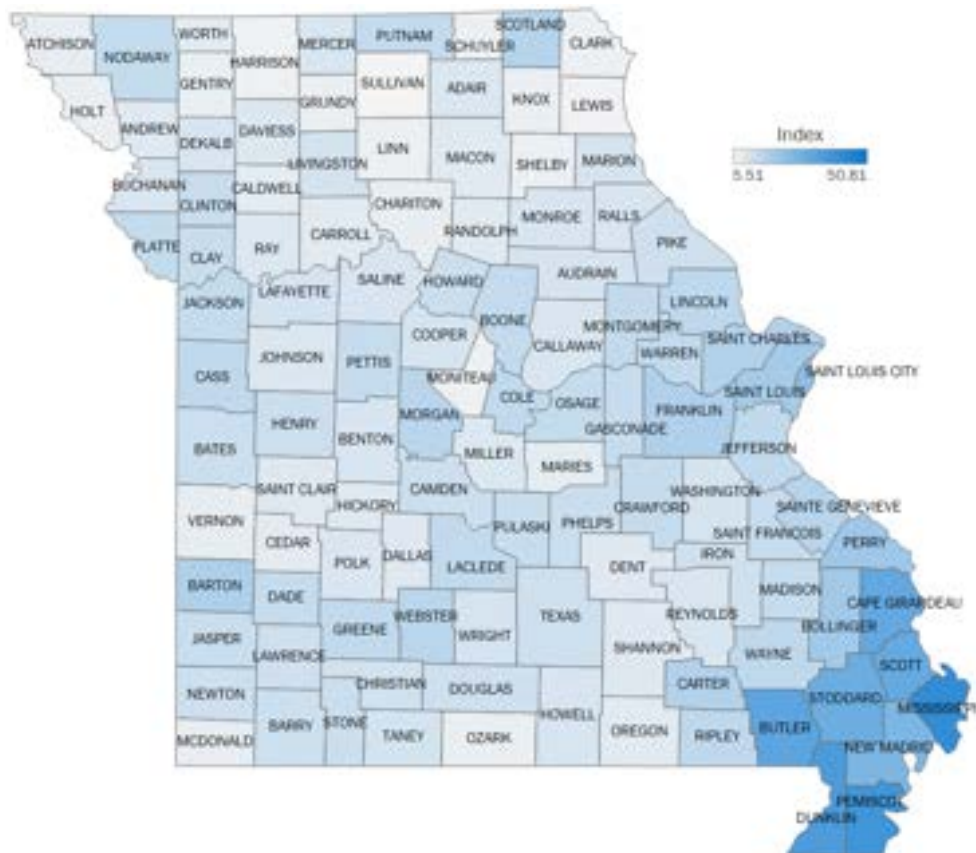 ATCHISON
NODAWAY
WORTH
HARRISON
MERCER
PUTNAM
SCHUYLER
SCOTLAND
CLARK
HOLT
GENTRY
GRUNDY
SULLIVAN
ADAIR
KNOX
LEWIS
ANDREW
DEKALB
DAVIESS
LIVINGSTON
LINN
MACON
SHELBY
MARION
Index
5.51 50.81
BUCHANAN
CLINTON
CALDWELL
CHARITON
RANDOLPH
MONROE
RALLS
PIKE
PLATTE
CLAY
RAY
CARROLL
SALINE
HOWARD
AUDRAIN
JACKSON
LAFAYETTE
COOPER
BOONE
CALLAWAY
MONTGOMERY
LINCOLN
WARREN
SAINT CHARLES
SAINT LOUIS CITY
SAINT LOUIS
CASS
JOHNSON
PETTIS
MONITEAU
COLE
OSAGE
GASCONADE
FRANKLIN
JEFFERSON
BATES
HENRY
BENTON
MORGAN
MILLER
MARIES
VERNON
SAINT CLAIR
HICKORY
CAMDEN
PULASKI
PHELPS
CRAWFORD
WASHINGTON
SAINTE GENEVIEVE
SAINT FRANCOIS
PERRY
BARTON
CEDAR
POLK
DALLAS
LACLEDE
DENT
IRON
MADISON
CAPE GIRARDEAU
DADE
JASPER
GREENE
WEBSTER
WRIGHT
TEXAS
REYNOLDS
BOLLINGER
LAWRENCE
SHANNON
WAYNE
SCOTT
NEWTON
CHRISTIAN
DOUGLAS
CARTER
STODDARD
MISSISSIPPI
MCDONALD
BARRY
STONE
TANEY
OZARK
HOWELL
OREGON
RIPLEY
BUTLER
NEW MADRID
PEMISCOT
DUNKLIN